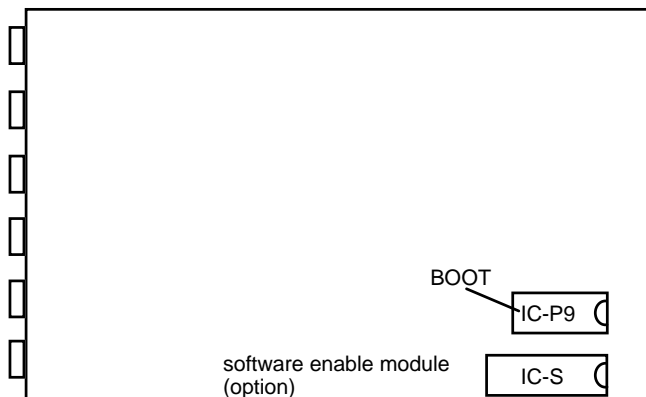 BOOT
IC-P9
software enable module
(option)
IC-S